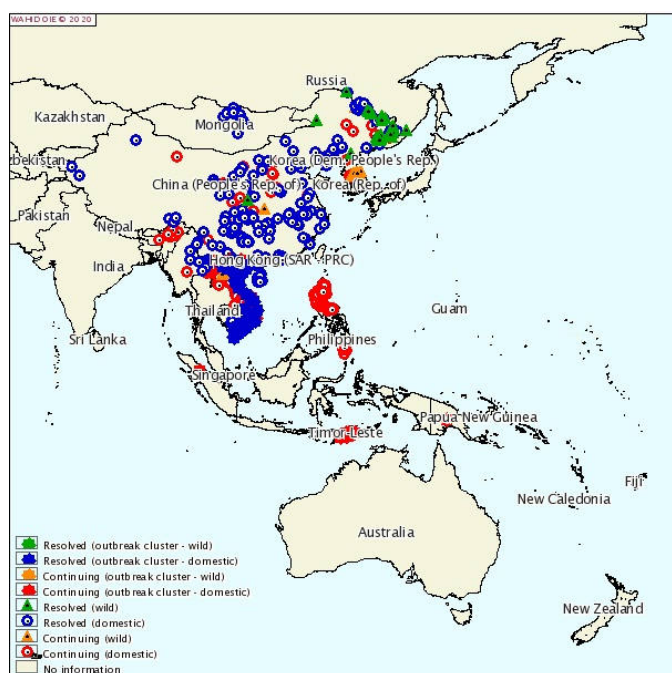 WAHID OIE © 2020
Russia
Kazakhstan
Mongolia
zbekistan
Korea (Dem. People's Rep.)
China (People's Rep. of)
Korea (Rep. of)
Pakistan
Nepal
India
Hong Kong (SAR - PRC)
Thailand
Guam
Sri Lanka
Philippines
Singapore
Papua New Guinea
Timor-Leste
Fiji
New Caledonia
Australia
New Zealand
Resolved (outbreak cluster - wild)
Resolved (outbreak cluster - domestic)
Continuing (outbreak cluster - wild)
Continuing (outbreak cluster - domestic)
Resolved (wild)
Resolved (domestic)
Continuing (wild)
Continuing (domestic)
No information